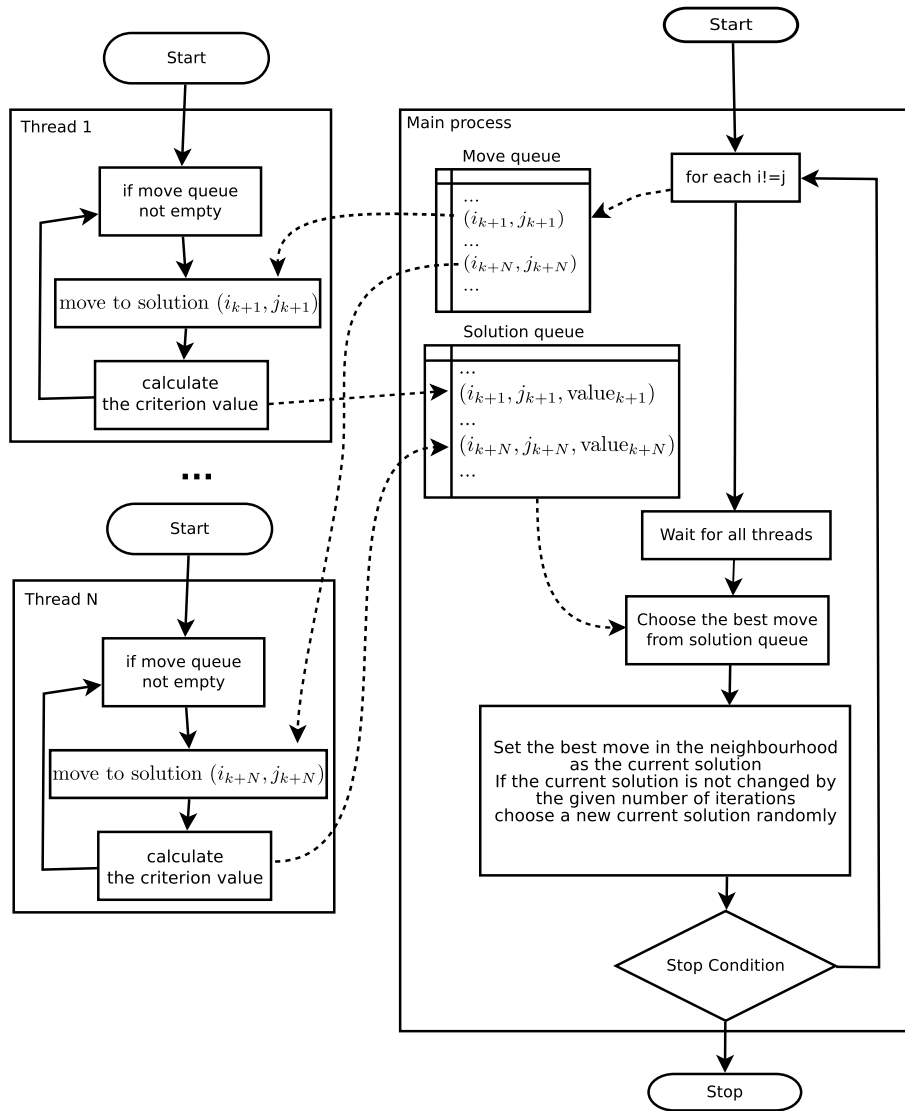 Start
Thread 1
if move queue
not empty
move to solution (i_{k+1}, j_{k+1})
calculate
the criterion value
...
Start
Thread N
if move queue
not empty
move to solution (i_{k+N}, j_{k+N})
calculate
the criterion value
Start
Main process
for each i!=j
Move queue
...
(i_{k+1}, j_{k+1})
...
(i_{k+N}, j_{k+N})
...
Solution queue
...
(i_{k+1}, j_{k+1}, value_{k+1})
...
(i_{k+N}, j_{k+N}, value_{k+N})
...
Wait for all threads
Choose the best move
from solution queue
Set the best move in the neighbourhood
as the current solution
If the current solution is not changed by
the given number of iterations
choose a new current solution randomly
Stop Condition
Stop